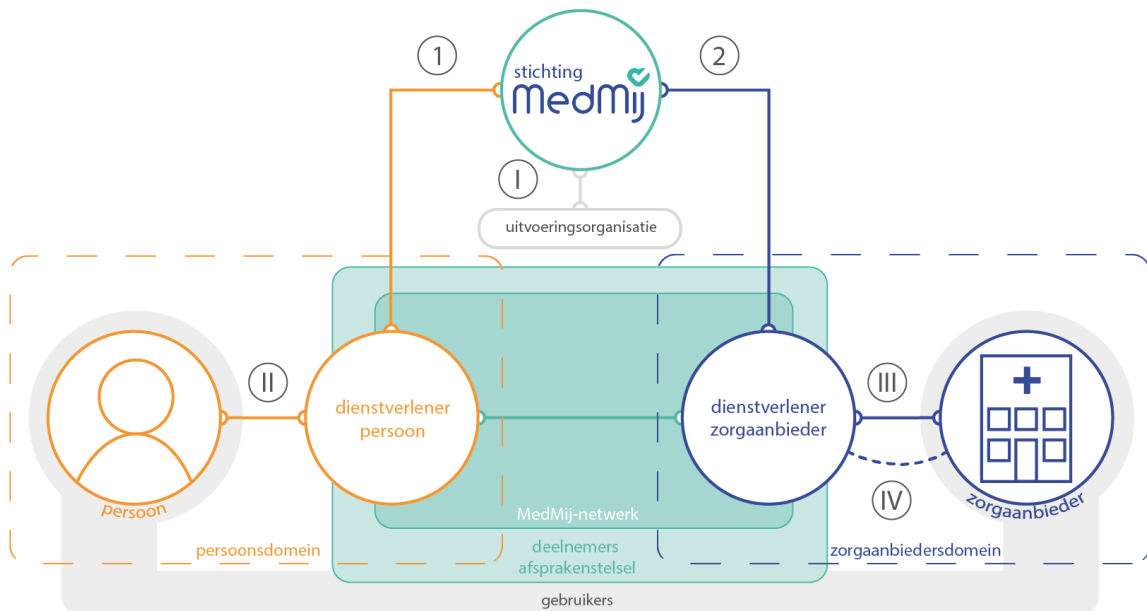 1
2
stichting
MedMij
I
uitvoeringsorganisatie
II
III
dienstverlener
persoon
dienstverlener
zorgaanbieder
IV
persoon
zorgaanbieder
MedMij-netwerk
persoonsdomein
deelnemers
afsprakenstelsel
zorgaanbiedersdomein
gebruikers